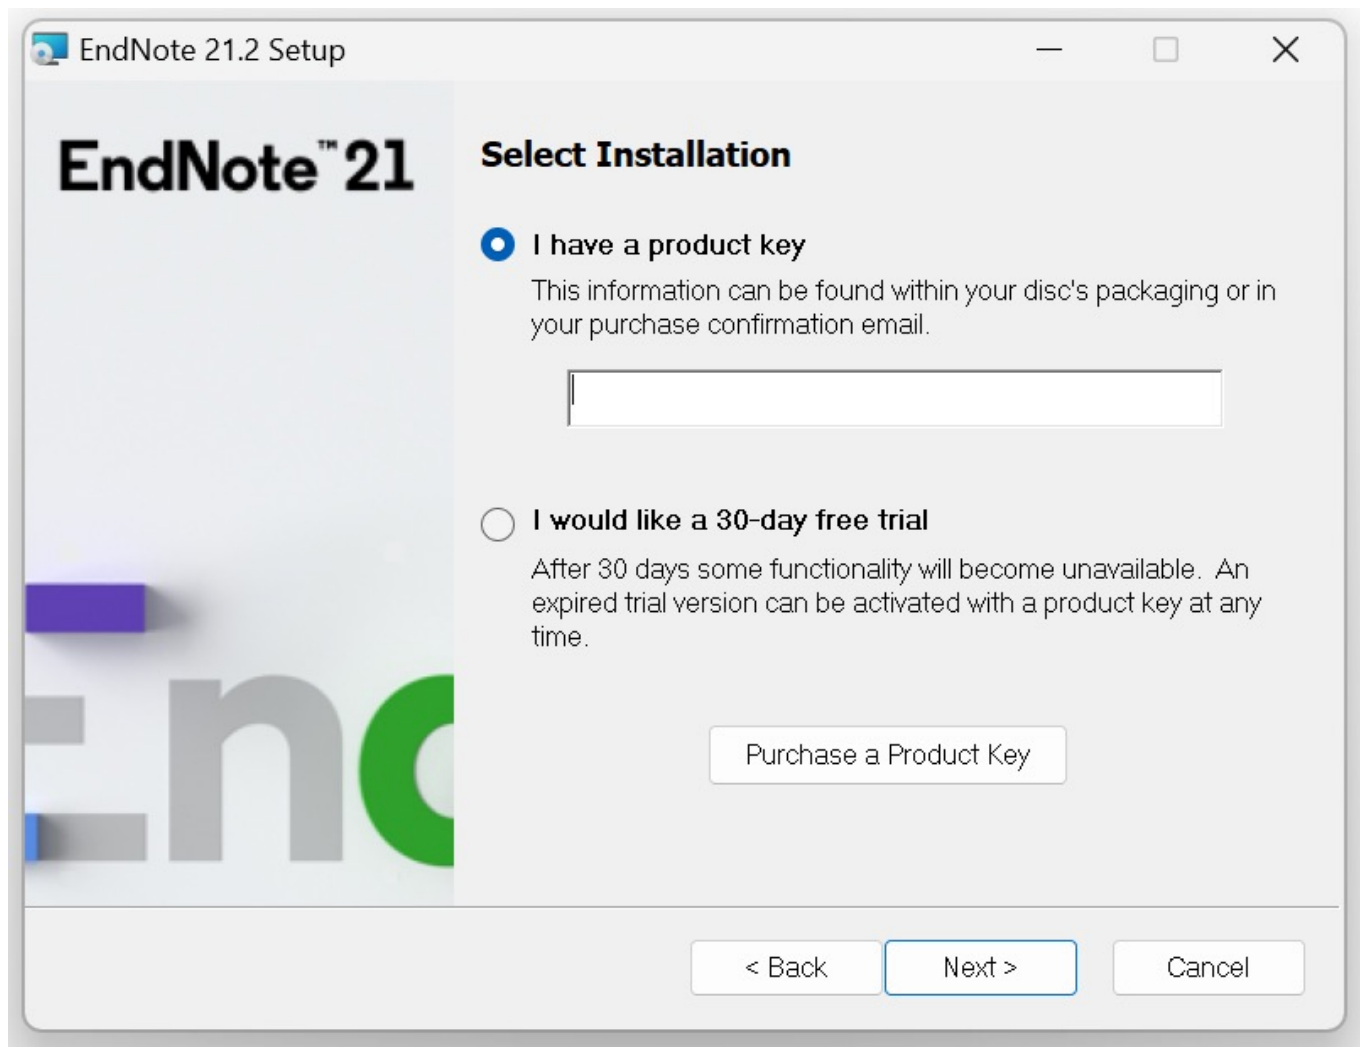 EndNote 21.2 Setup
EndNote™21
Select Installation
I have a product key
This information can be found within your disc's packaging or in
your purchase confirmation email.
I would like a 30-day free trial
After 30 days some functionality will become unavailable.  An
expired trial version can be activated with a product key at any
time.
Purchase a Product Key
End
< Back
Next >
Cancel